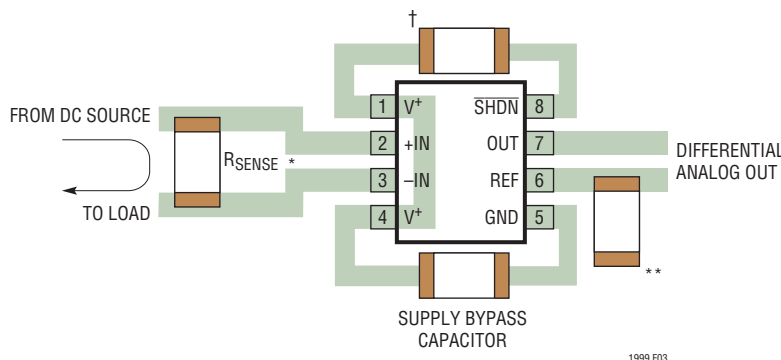 †
FROM DC SOURCE
TO LOAD
RSENSE *
1 V+
2 +IN
3 –IN
4 V+
SHDN 8
OUT 7
REF 6
GND 5
DIFFERENTIAL
ANALOG OUT
**
SUPPLY BYPASS
CAPACITOR
1999 F03